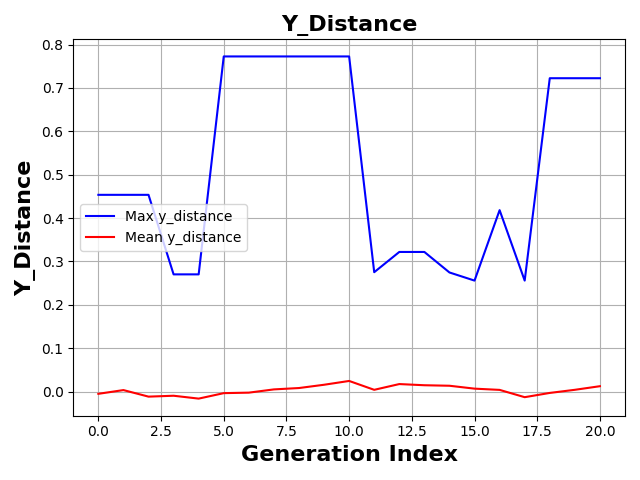 Y_Distance
0.8
0.7
0.6
0.5
0.4
0.3
0.2
0.1
0.0
Y_Distance
Max y_distance
Mean y_distance
0.0 2.5 5.0 7.5 10.0 12.5 15.0 17.5 20.0
Generation Index